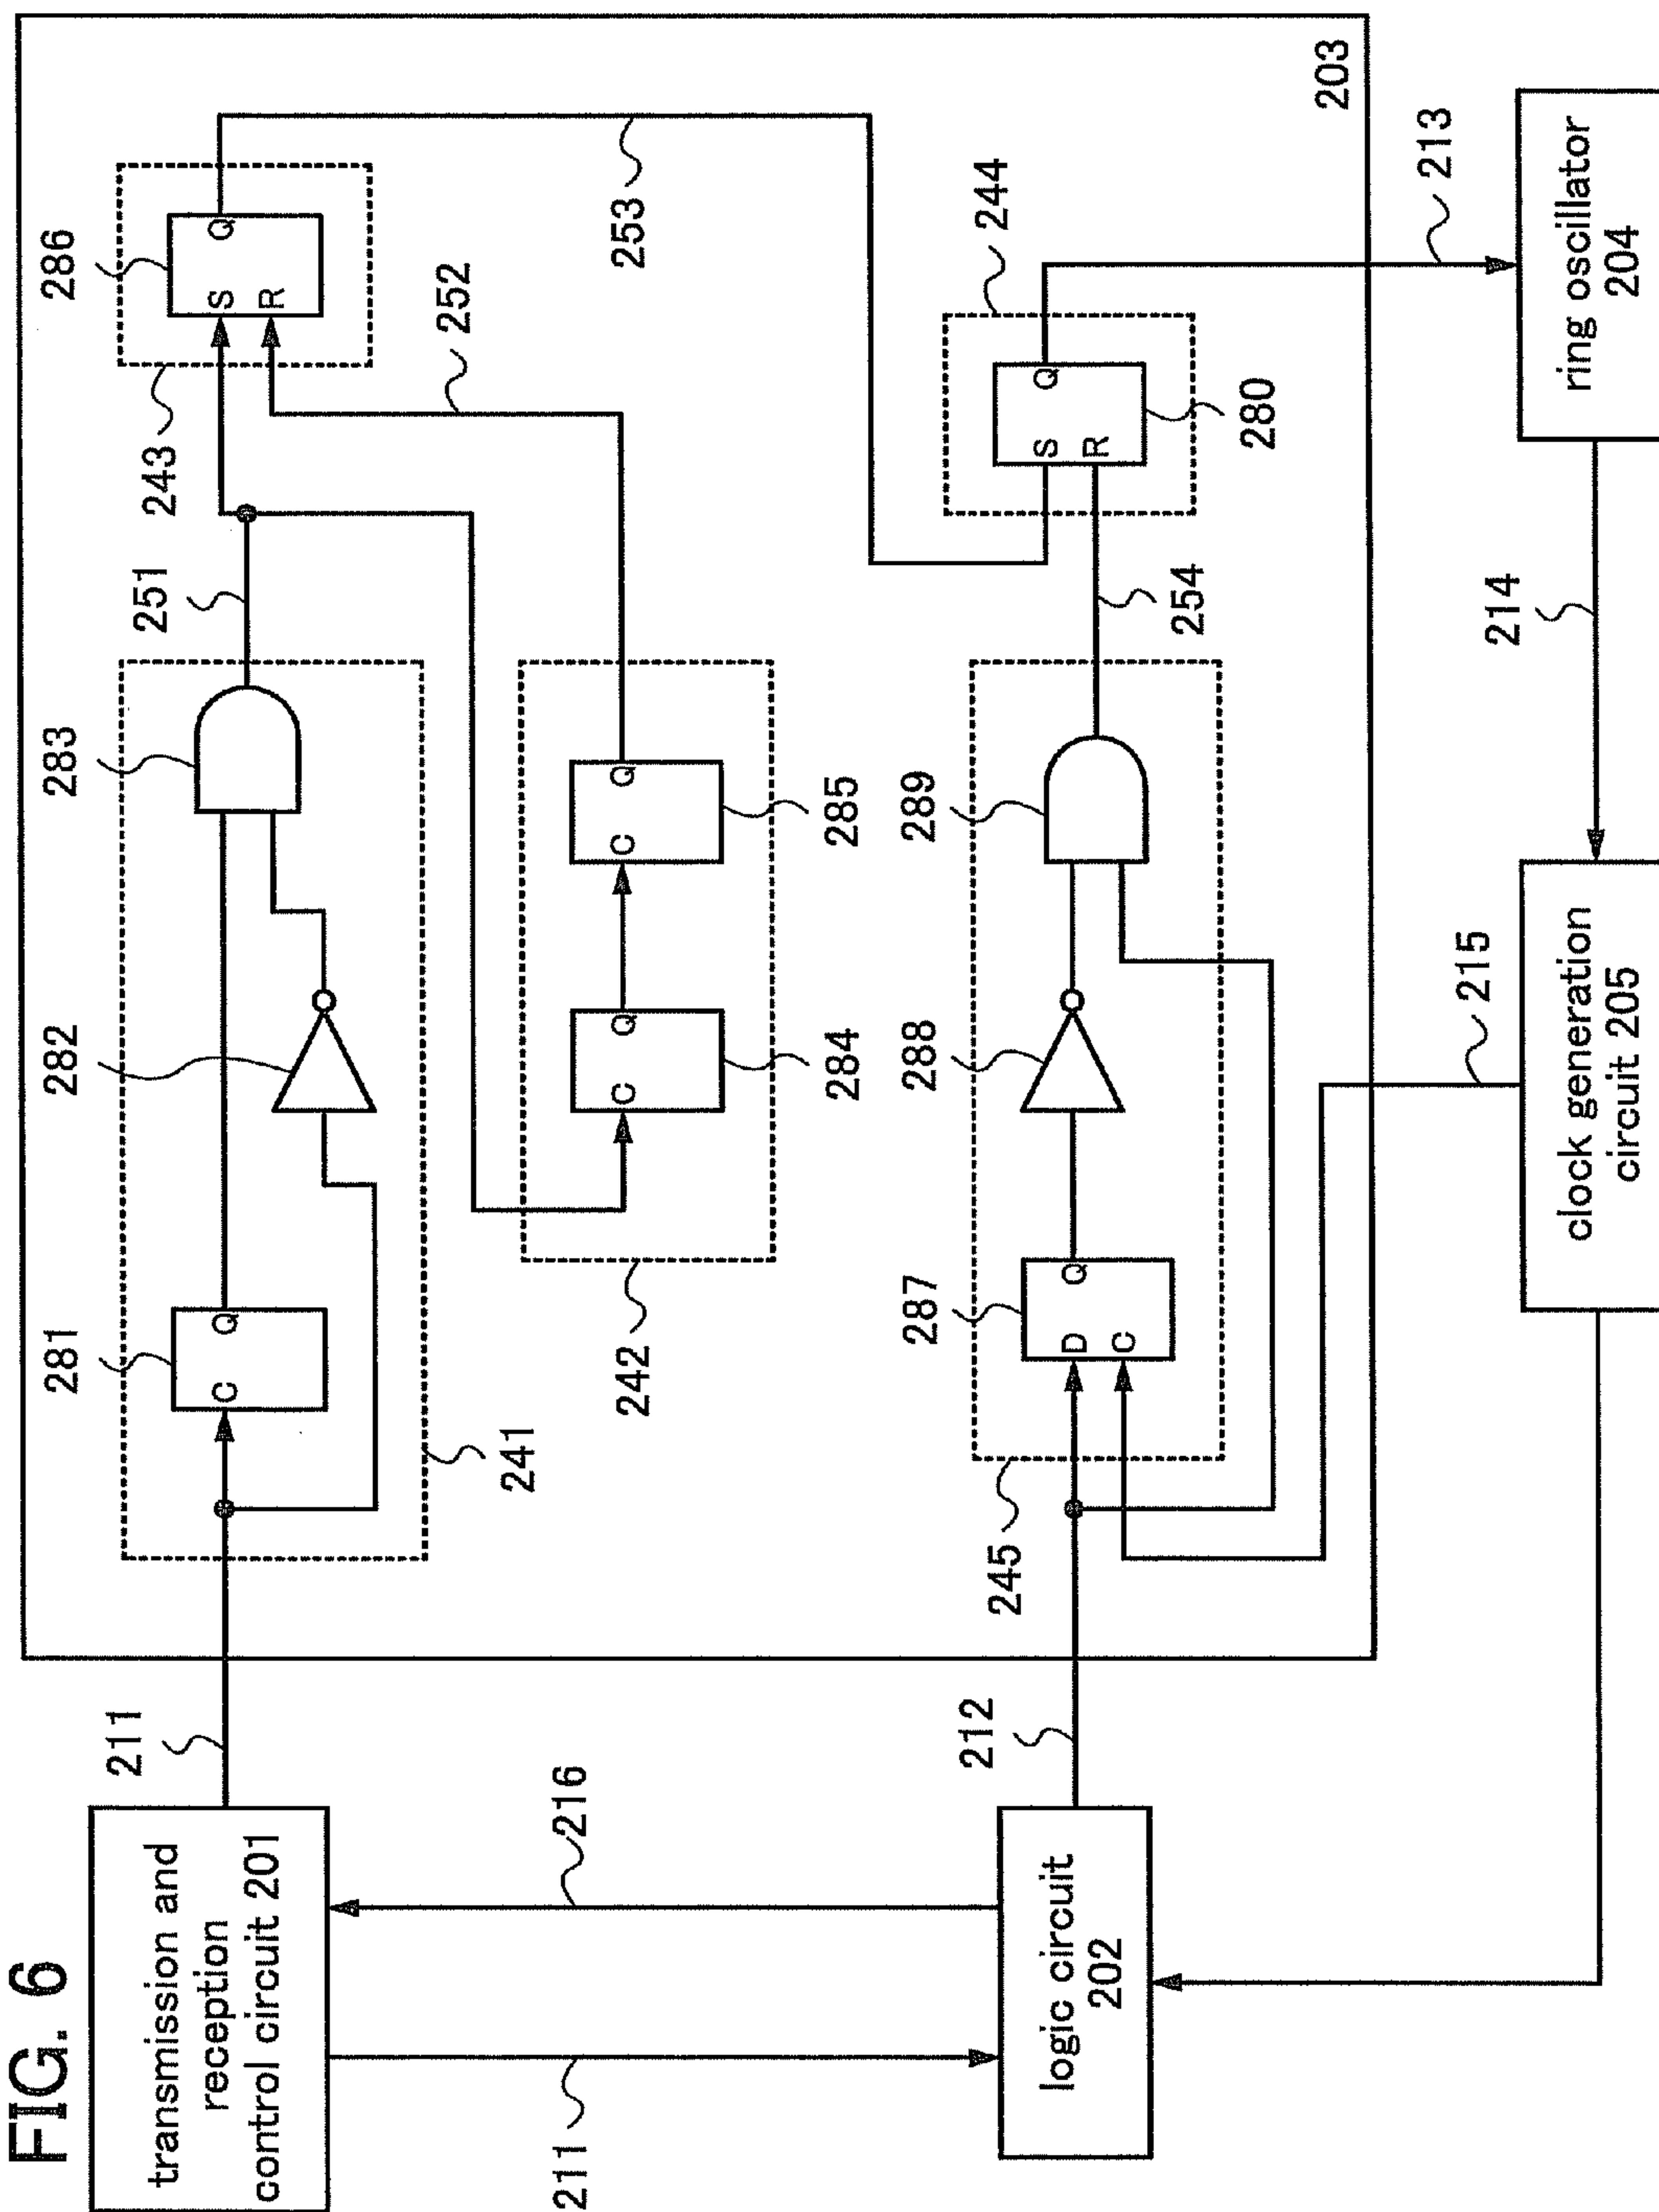 FIG. 6
transmission and
reception
control circuit 201
211
216
211
logic circuit
202
212
203
281
C
Q
282
283
241
251
242
C
Q
284
C
Q
285
243
286
S
R
Q
252
253
245
287
D
C
Q
288
289
254
244
S
R
Q
280
213
ring oscillator
204
214
clock generation
circuit 205
215